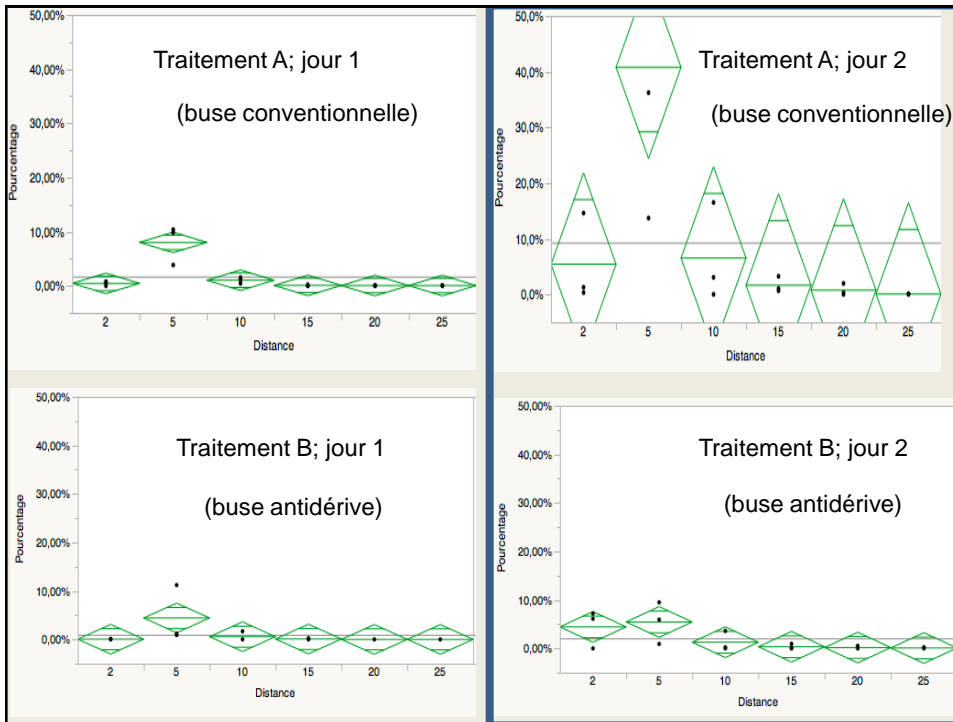 Traitement A; jour 1
(buse conventionnelle)
50,00%
40,00%
30,00%
20,00%
10,00%
0,00%
Pourcentage
2 5 10 15 20 25
Distance
Traitement A; jour 2
(buse conventionnelle)
50,0%
40,0%
30,0%
20,0%
10,0%
0,0%
Pourcentage
2 5 10 15 20 25
Distance
Traitement B; jour 1
(buse antidérive)
50,00%
40,00%
30,00%
20,00%
10,00%
0,00%
Pourcentage
2 5 10 15 20 25
Distance
Traitement B; jour 2
(buse antidérive)
50,00%
40,00%
30,00%
20,00%
10,00%
0,00%
Pourcentage
2 5 10 15 20 25
Distance